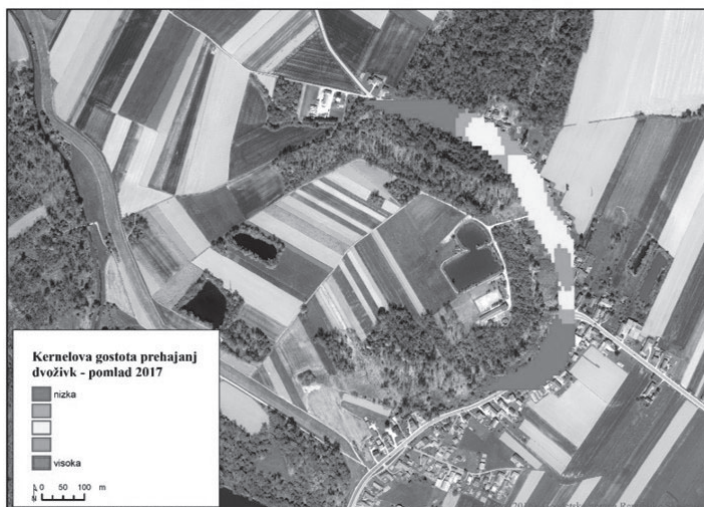 Kernelova gostota prehajanj
dvoživk - pomlad 2017
nizka
visoka
0 50 100 m
N